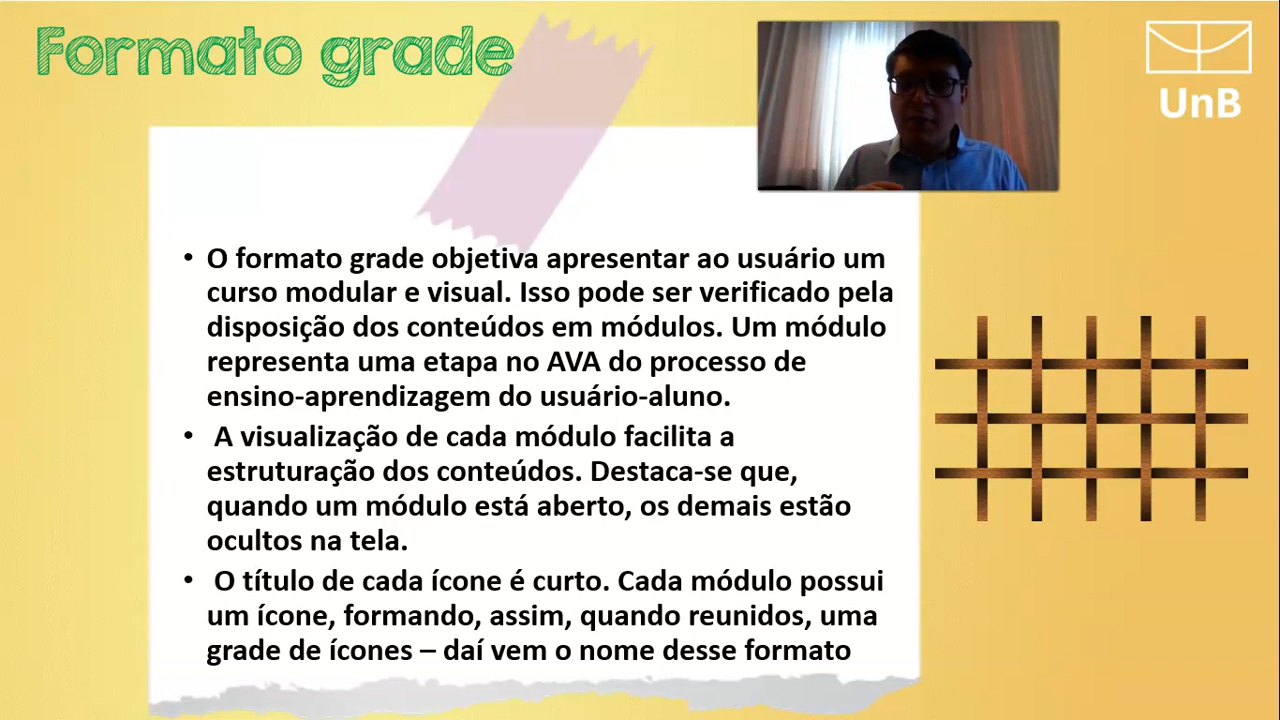 Formato grade
UnB
• O formato grade objetiva apresentar ao usuário um
curso modular e visual. Isso pode ser verificado pela
disposição dos conteúdos em módulos. Um módulo
representa uma etapa no AVA do processo de
ensino-aprendizagem do usuário-aluno.
• A visualização de cada módulo facilita a
estruturação dos conteúdos. Destaca-se que,
quando um módulo está aberto, os demais estão
ocultos na tela.
• O título de cada ícone é curto. Cada módulo possui
um ícone, formando, assim, quando reunidos, uma
grade de ícones – daí vem o nome desse formato